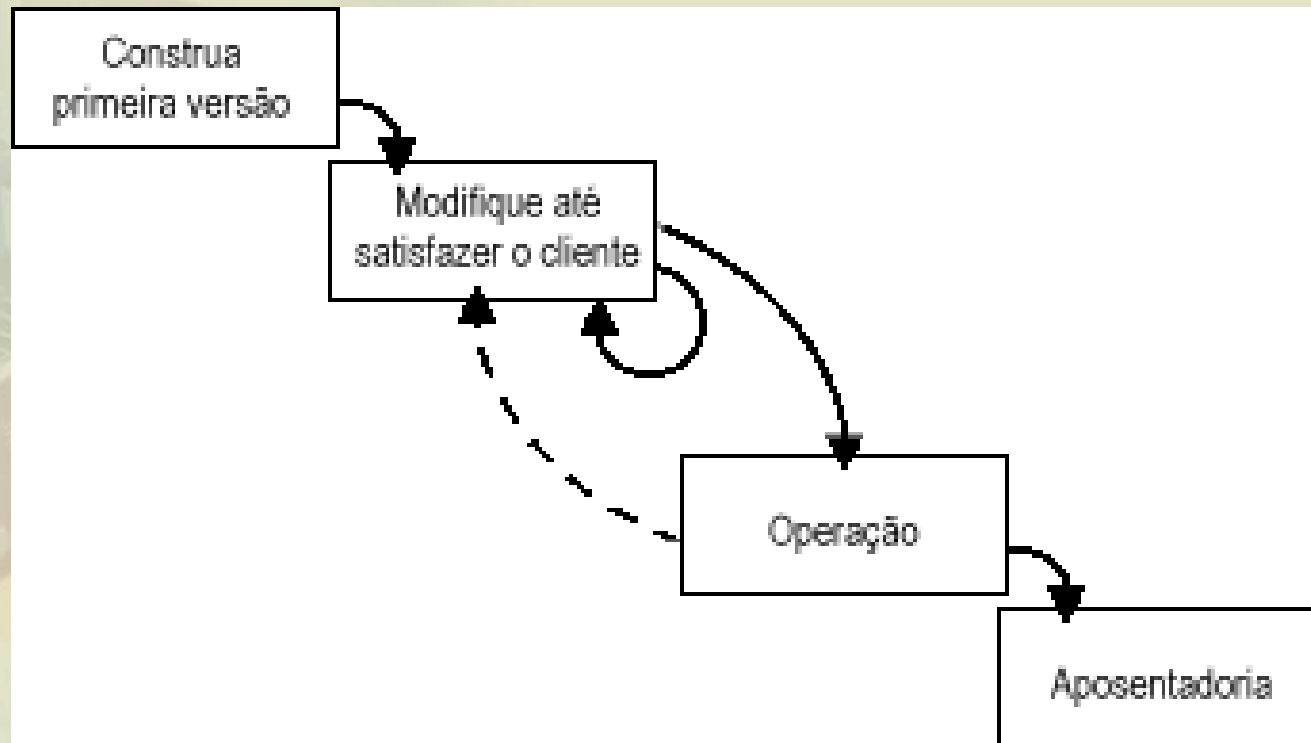 Construa
primeira versão
Modifique até
satisfazer o cliente
Operação
Aposentadoria